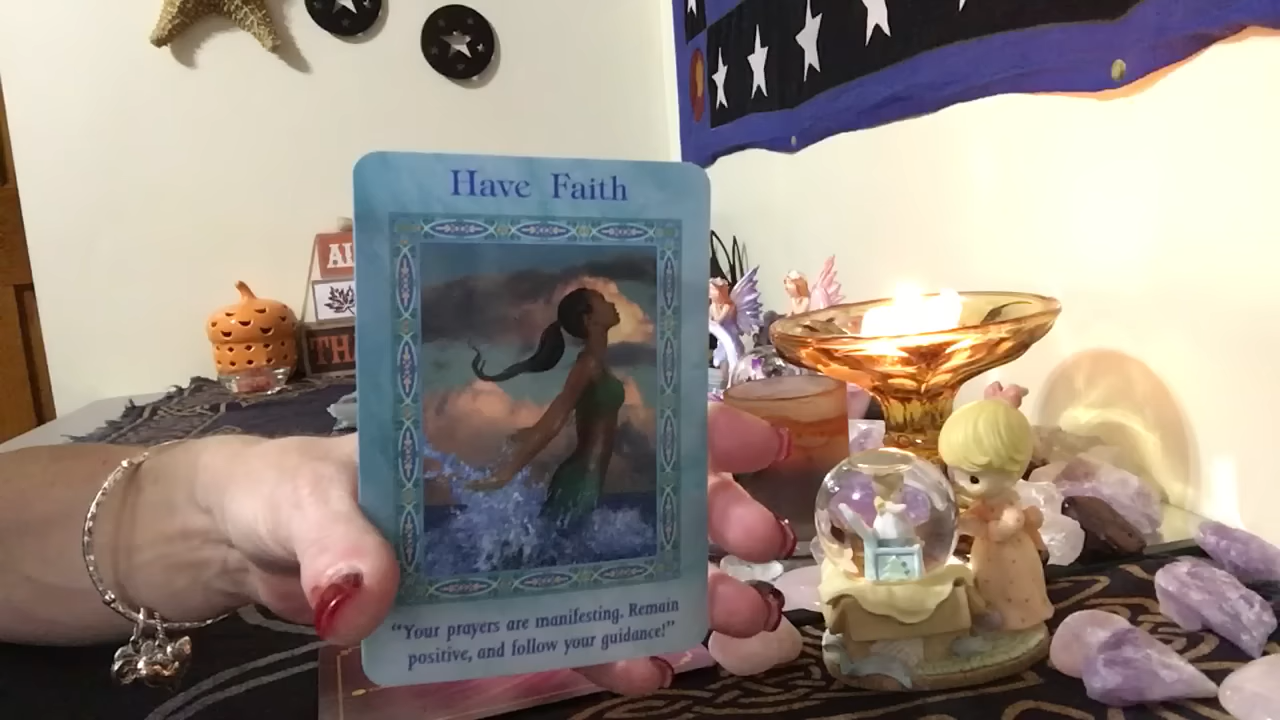 Have Faith
"Your prayers are manifesting. Remain
positive, and follow your guidance!"